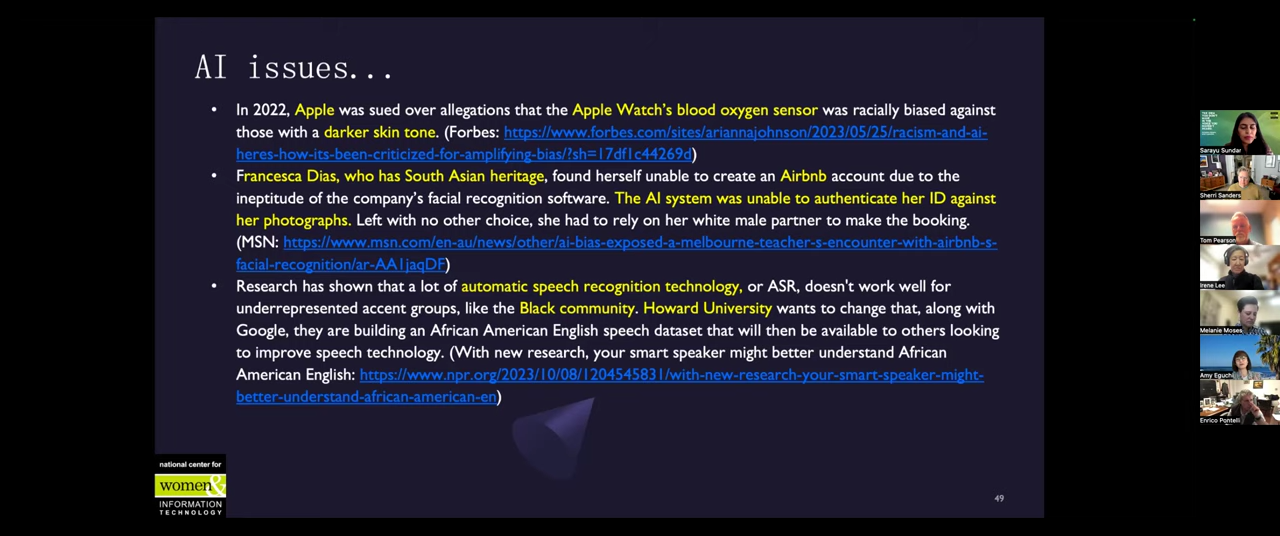 AI issues...
• In 2022, Apple was sued over allegations that the Apple Watch's blood oxygen sensor was racially biased against
those with a darker skin tone. (Forbes: https://www.forbes.com/sites/ariannajohnson/2023/05/25/racism-and-ai-
heres-how-its-been-criticized-for-amplifying-bias/?sh=17df1c44269d)
• Francesca Dias, who has South Asian heritage, found herself unable to create an Airbnb account due to the
ineptitude of the company's facial recognition software. The AI system was unable to authenticate her ID against
her photographs. Left with no other choice, she had to rely on her white male partner to make the booking.
(MSN: https://www.msn.com/en-au/news/other/ai-bias-exposed-a-melbourne-teacher-s-encounter-with-airbnb-s-
facial-recognition/ar-AA1jaqDF)
• Research has shown that a lot of automatic speech recognition technology, or ASR, doesn't work well for
underrepresented accent groups, like the Black community. Howard University wants to change that, along with
Google, they are building an African American English speech dataset that will then be available to others looking
to improve speech technology. (With new research, your smart speaker might better understand African
American English: https://www.npr.org/2023/10/08/1204545831/with-new-research-your-smart-speaker-might-
better-understand-african-american-en)
national center for
women&
INFORMATION
TECHNOLOGY
49
Sarayu Sundar
Sherri Sanders
Tom Pearson
Irene Lee
Melanie Moses
Amy Eguchi
Enrico Pontelli